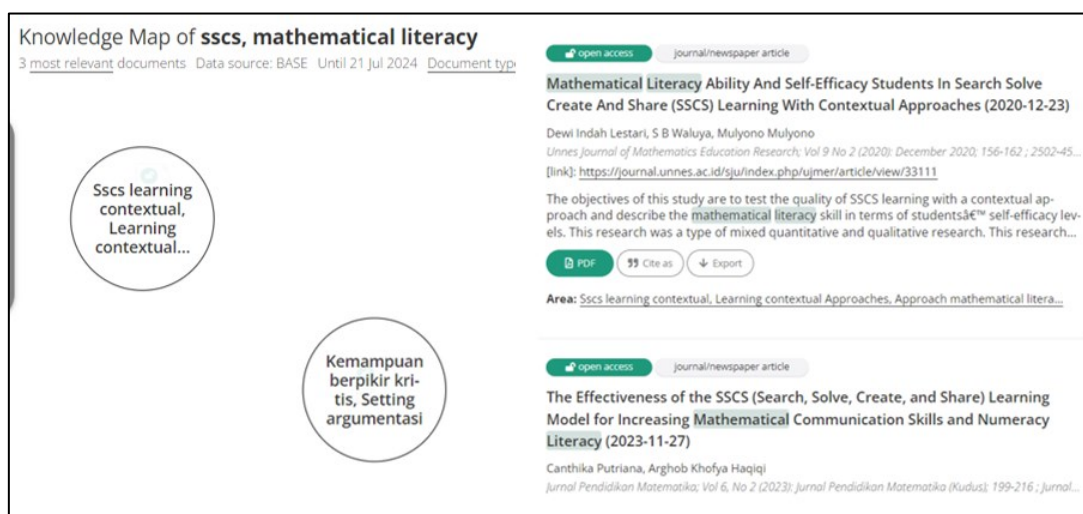 Knowledge Map of sscs, mathematical literacy
3 most relevant documents Data source: BASE Until 21 Jul 2024 Document typ
Sscs learning
contextual,
Learning
contextual...
Kemampuan
berpikir kri-
tis, Setting
argumentasi
open access journal/newspaper article
Mathematical Literacy Ability And Self-Efficacy Students In Search Solve
Create And Share (SSCS) Learning With Contextual Approaches (2020-12-23)
Dewi Indah Lestari, S B Waluya, Mulyono Mulyono
Unnes Journal of Mathematics Education Research; Vol 9 No 2 (2020): December 2020; 156-162 ; 2502-45...
[link]: https://journal.unnes.ac.id/sju/index.php/ujmer/article/view/33111
The objectives of this study are to test the quality of SSCS learning with a contextual ap-
proach and describe the mathematical literacy skill in terms of studentsâ€™ self-efficacy lev-
els. This research was a type of mixed quantitative and qualitative research. This research...
PDF Cite as Export
Area: Sscs learning contextual, Learning contextual Approaches, Approach mathematical litera...
open access journal/newspaper article
The Effectiveness of the SSCS (Search, Solve, Create, and Share) Learning
Model for Increasing Mathematical Communication Skills and Numeracy
Literacy (2023-11-27)
Canthika Putriana, Arghob Khofya Haqiqi
Jurnal Pendidikan Matematika; Vol 6, No 2 (2023): Jurnal Pendidikan Matematika (Kudus); 199-216 ; Jurnal...